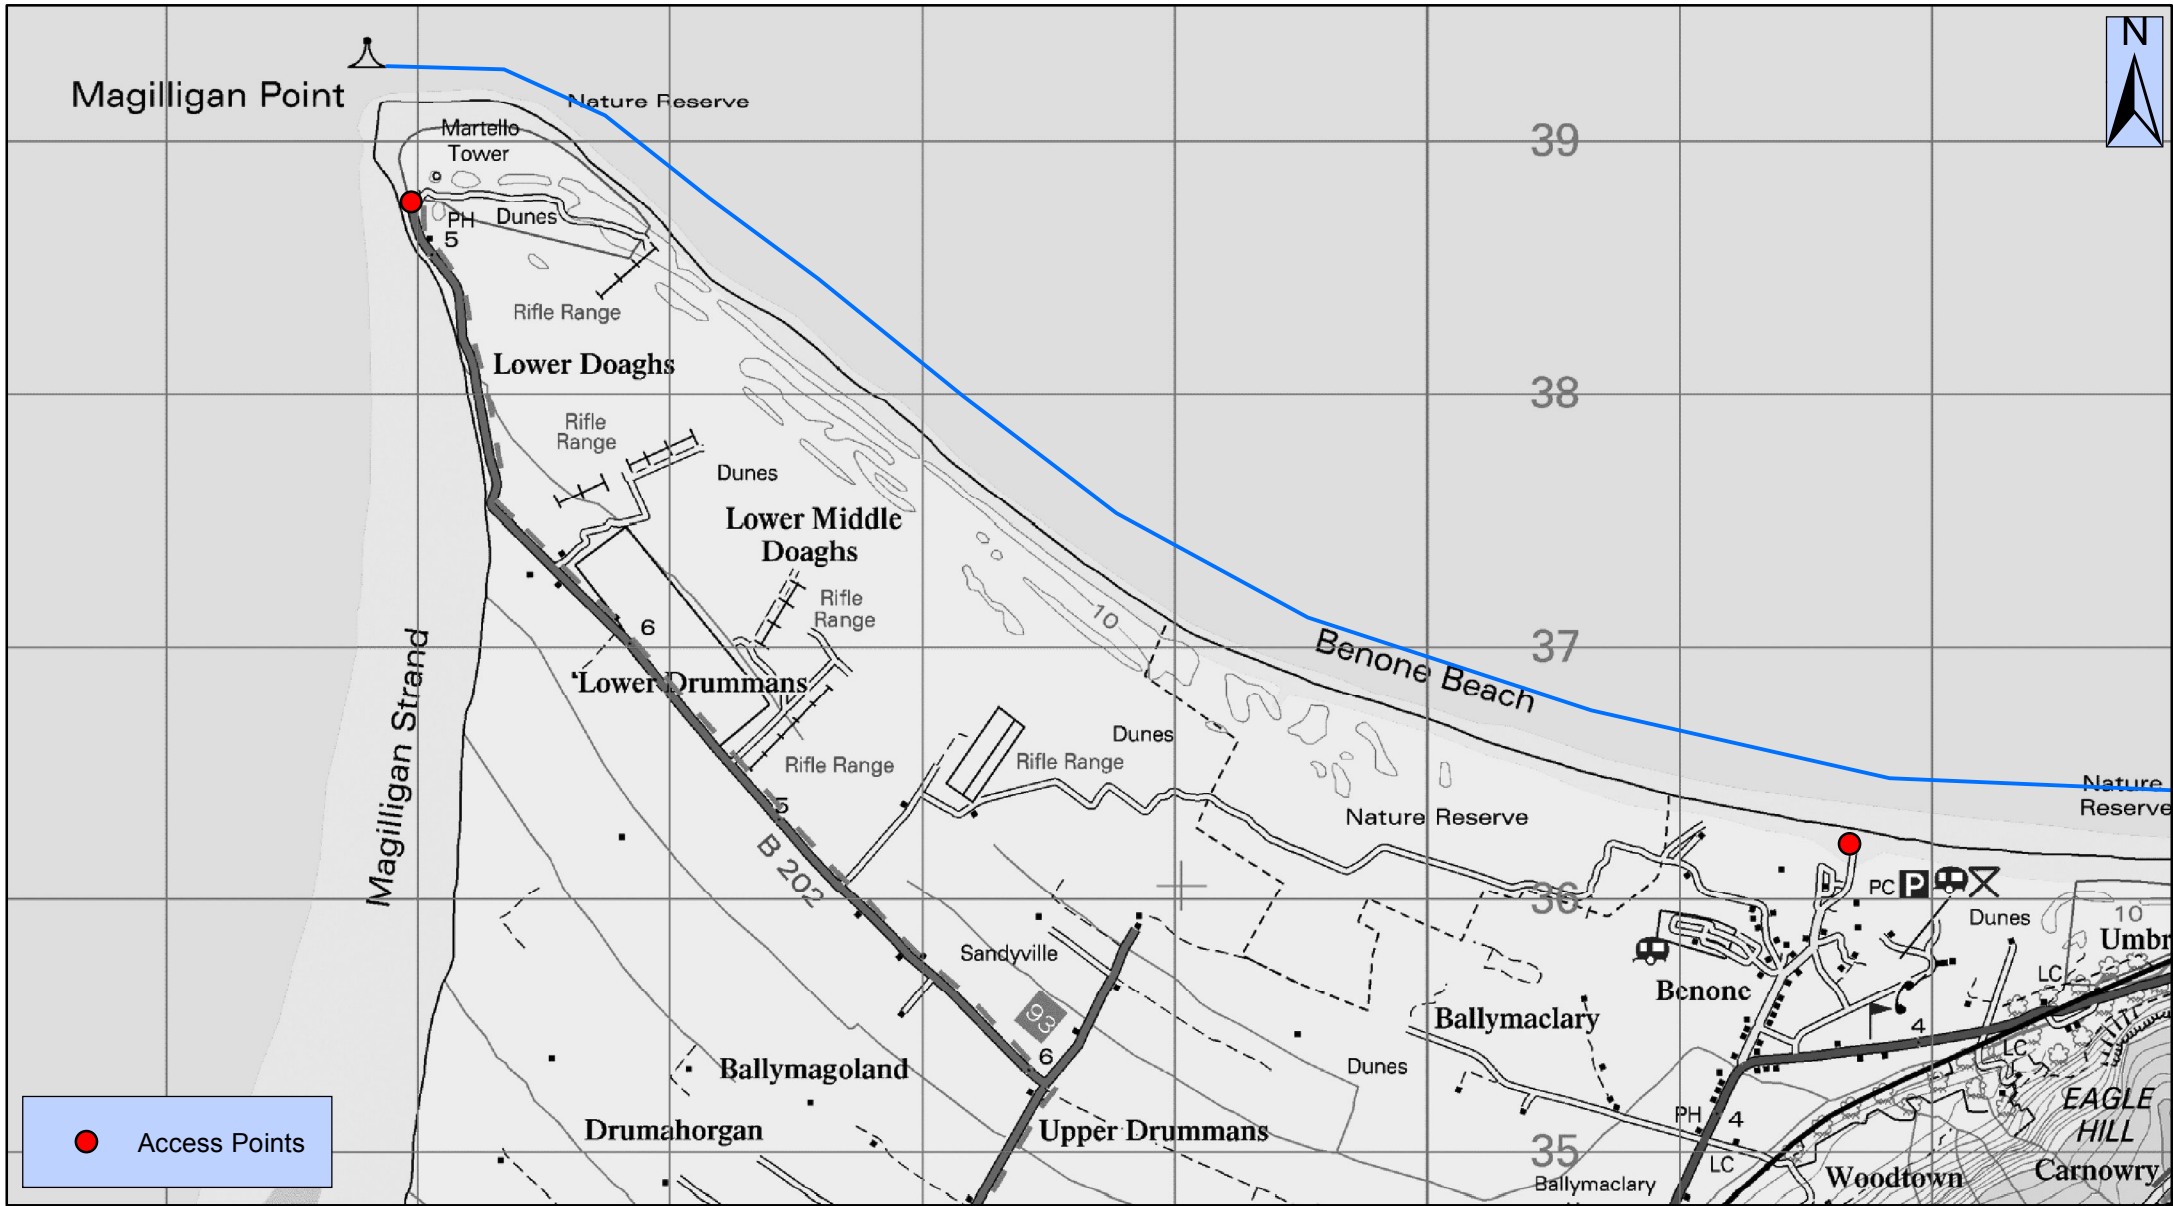 N
Magilligan Point
Nature Reserve
Martello
Tower
39
PH
Dunes
5
Rifle Range
Lower Doaghs
38
Rifle
Range
Dunes
Lower Middle
Doaghs
Rifle
Range
10
6
37
Benone Beach
Lower Drummans
Magilligan Strand
Dunes
Rifle Range
Rifle Range
Nature
Reserve
5
Nature Reserve
B 202
36
PC P
Dunes
10
Umbr
Sandyville
LC
Benone
93
Ballymaclary
4
6
LC
Ballymagoland
Dunes
EAGLE
HILL
PH
4
Drumahorgan
Upper Drummans
35
LC
Ballymaclary
Woodtown
Carnowry
Access Points